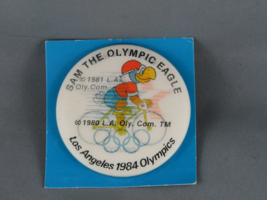 SAM THE OLYMPIC EAGLE
© 1981 L.A.
Oly. Com.
© 1980 L.A. Oly. Com. TM
Los Angeles 1984 Olympics